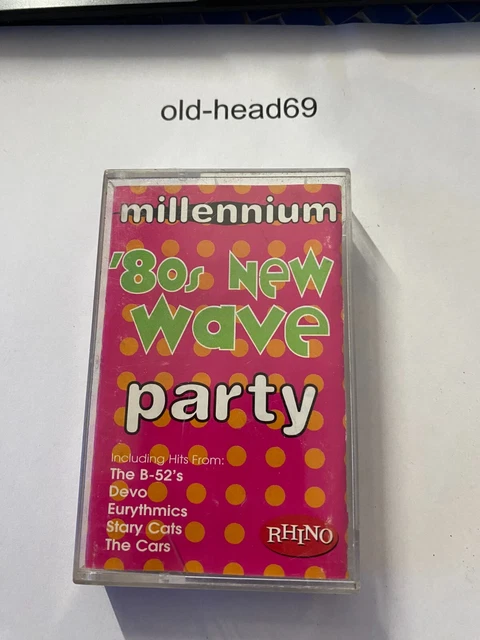 old-head69
millennium
'80s New
wave
party
Including Hits From:
The B-52's
Devo
Eurythmics
Stary Cats
The Cars
RHINO